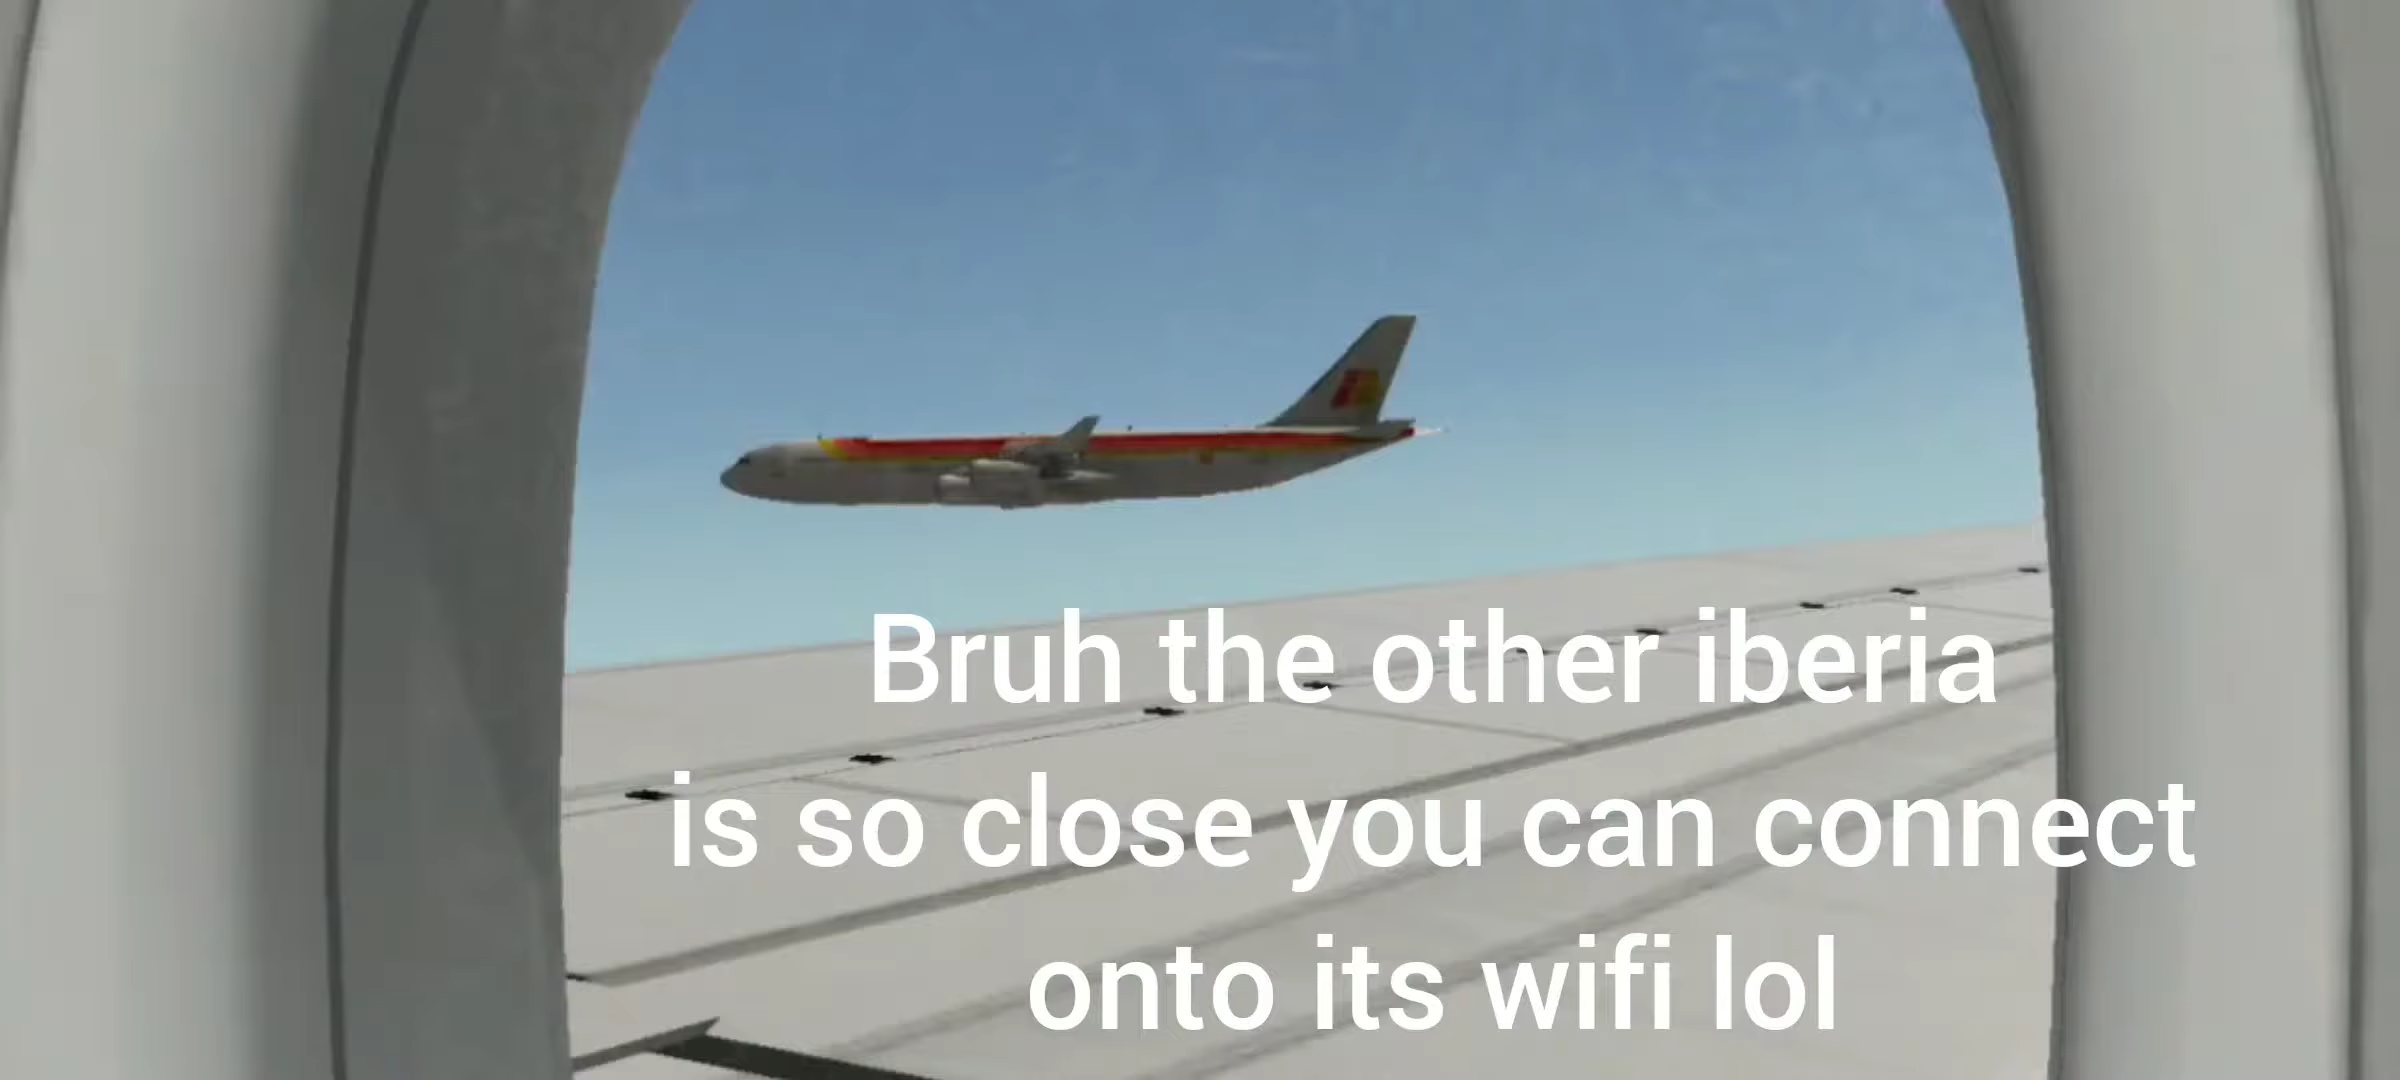 Bruh the other iberia
is so close you can connect
onto its wifi lol